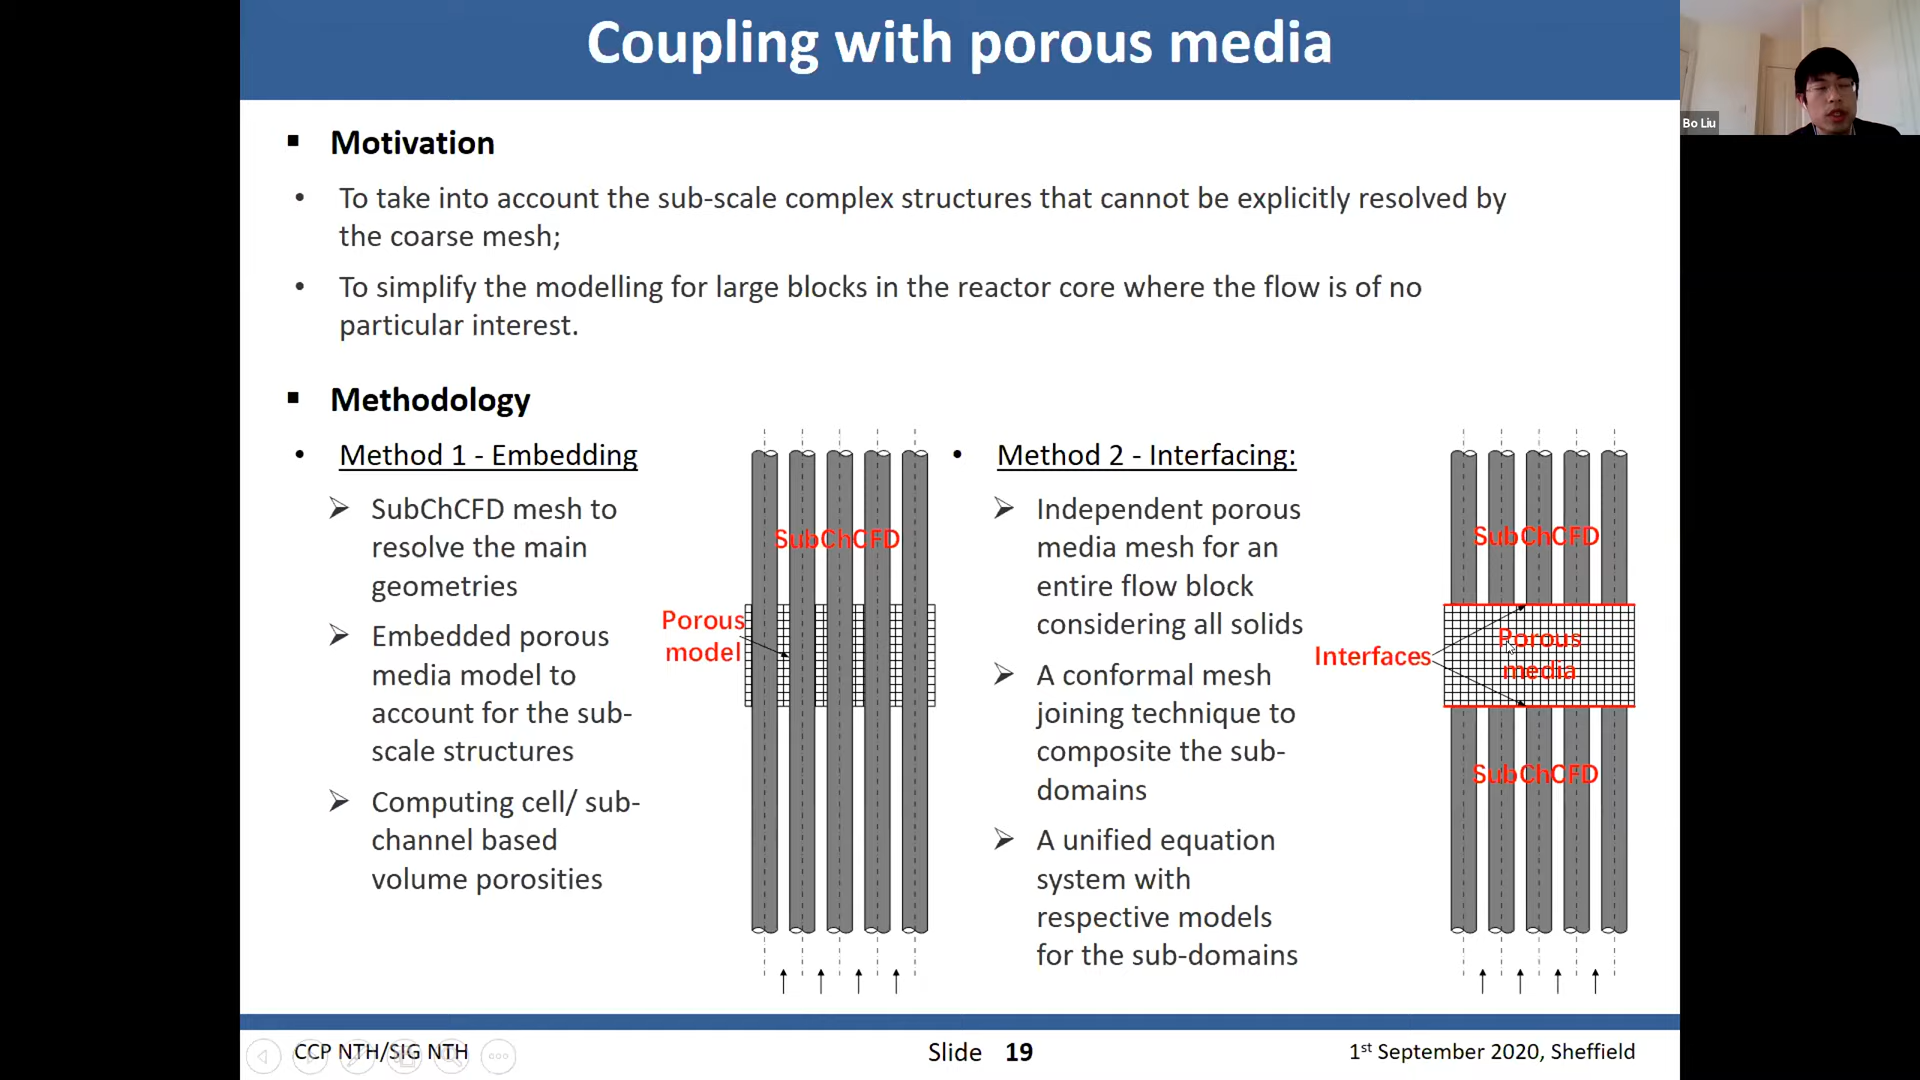 Coupling with porous media
Bo Liu
Motivation
To take into account the sub-scale complex structures that cannot be explicitly resolved by
the coarse mesh;
To simplify the modelling for large blocks in the reactor core where the flow is of no
particular interest.
Methodology
Method 1 - Embedding
SubChCFD mesh to
resolve the main
geometries
Embedded porous
media model to
account for the sub-
scale structures
Computing cell/ sub-
channel based
volume porosities
SubChCFD
Porous
model
Method 2 - Interfacing:
Independent porous
media mesh for an
entire flow block
considering all solids
A conformal mesh
joining technique to
composite the sub-
domains
A unified equation
system with
respective models
for the sub-domains
SubChCFD
Interfaces
Porous
media
SubChCFD
CCP NTH/SIG NTH
Slide 19
1st September 2020, Sheffield